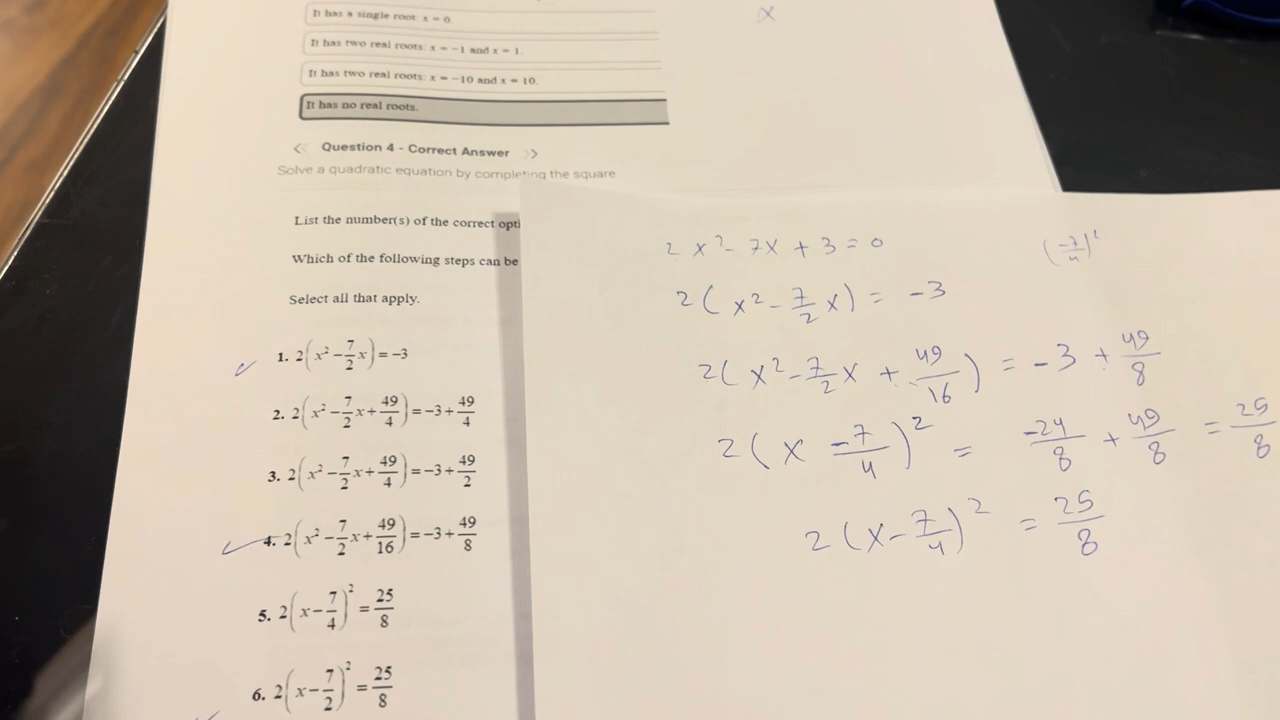 It has a single root: x = 0.
It has two real roots: x = −1 and x = 1.
It has two real roots: x = −10 and x = 10.
It has no real roots.
<< Question 4 - Correct Answer >>
Solve a quadratic equation by completing the square
List the number(s) of the correct opti
Which of the following steps can be
Select all that apply.
1. 2(x² − 7/2 x) = −3
2. 2(x² − 7/2 x + 49/4) = −3 + 49/4
3. 2(x² − 7/2 x + 49/4) = −3 + 49/2
4. 2(x² − 7/2 x + 49/16) = −3 + 49/8
5. 2(x − 7/4)² = 25/8
6. 2(x − 7/2)² = 25/8
x
2x² − 7x + 3 = 0
(−7/4)²
2(x² − 7/2 x) = −3
2(x² − 7/2 x + 49/16) = −3 + 49/8
2(x −7/4)² = −24/8 + 49/8 = 25/8
2(x − 7/4)² = 25/8